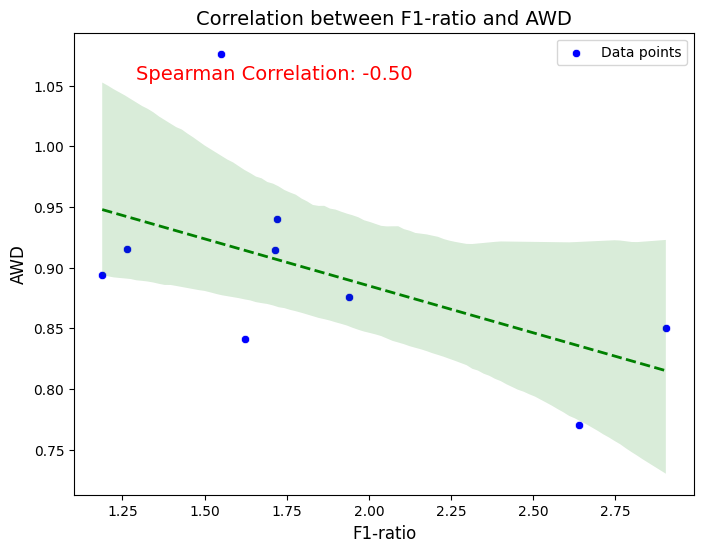 Correlation between F1-ratio and AWD
Data points
Spearman Correlation: -0.50
AWD
1.05
1.00
0.95
0.90
0.85
0.80
0.75
1.25 1.50 1.75 2.00 2.25 2.50 2.75
F1-ratio